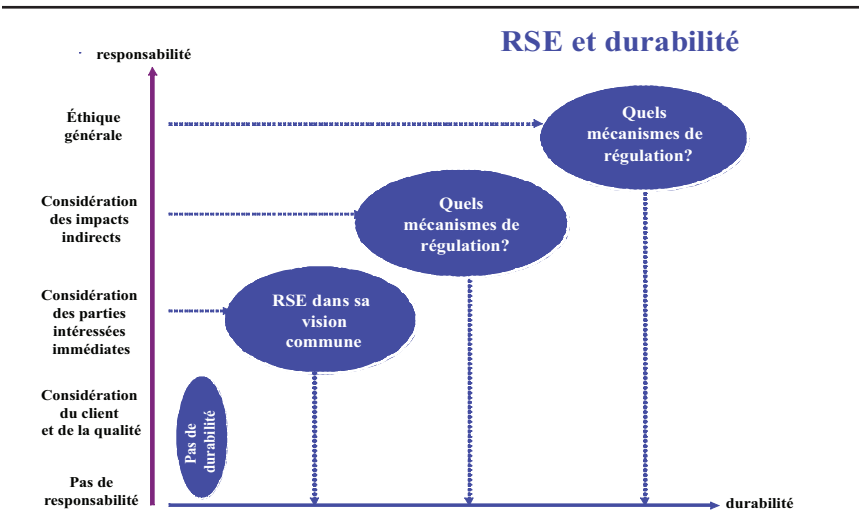 RSE et durabilité
responsabilité
Éthique
générale
Quels
mécanismes de
régulation?
Considération
des impacts
indirects
Quels
mécanismes de
régulation?
Considération
des parties
intéressées
immédiates
RSE dans sa
vision
commune
Considération
du client
et de la qualité
Pas de
durabilité
Pas de
responsabilité
durabilité